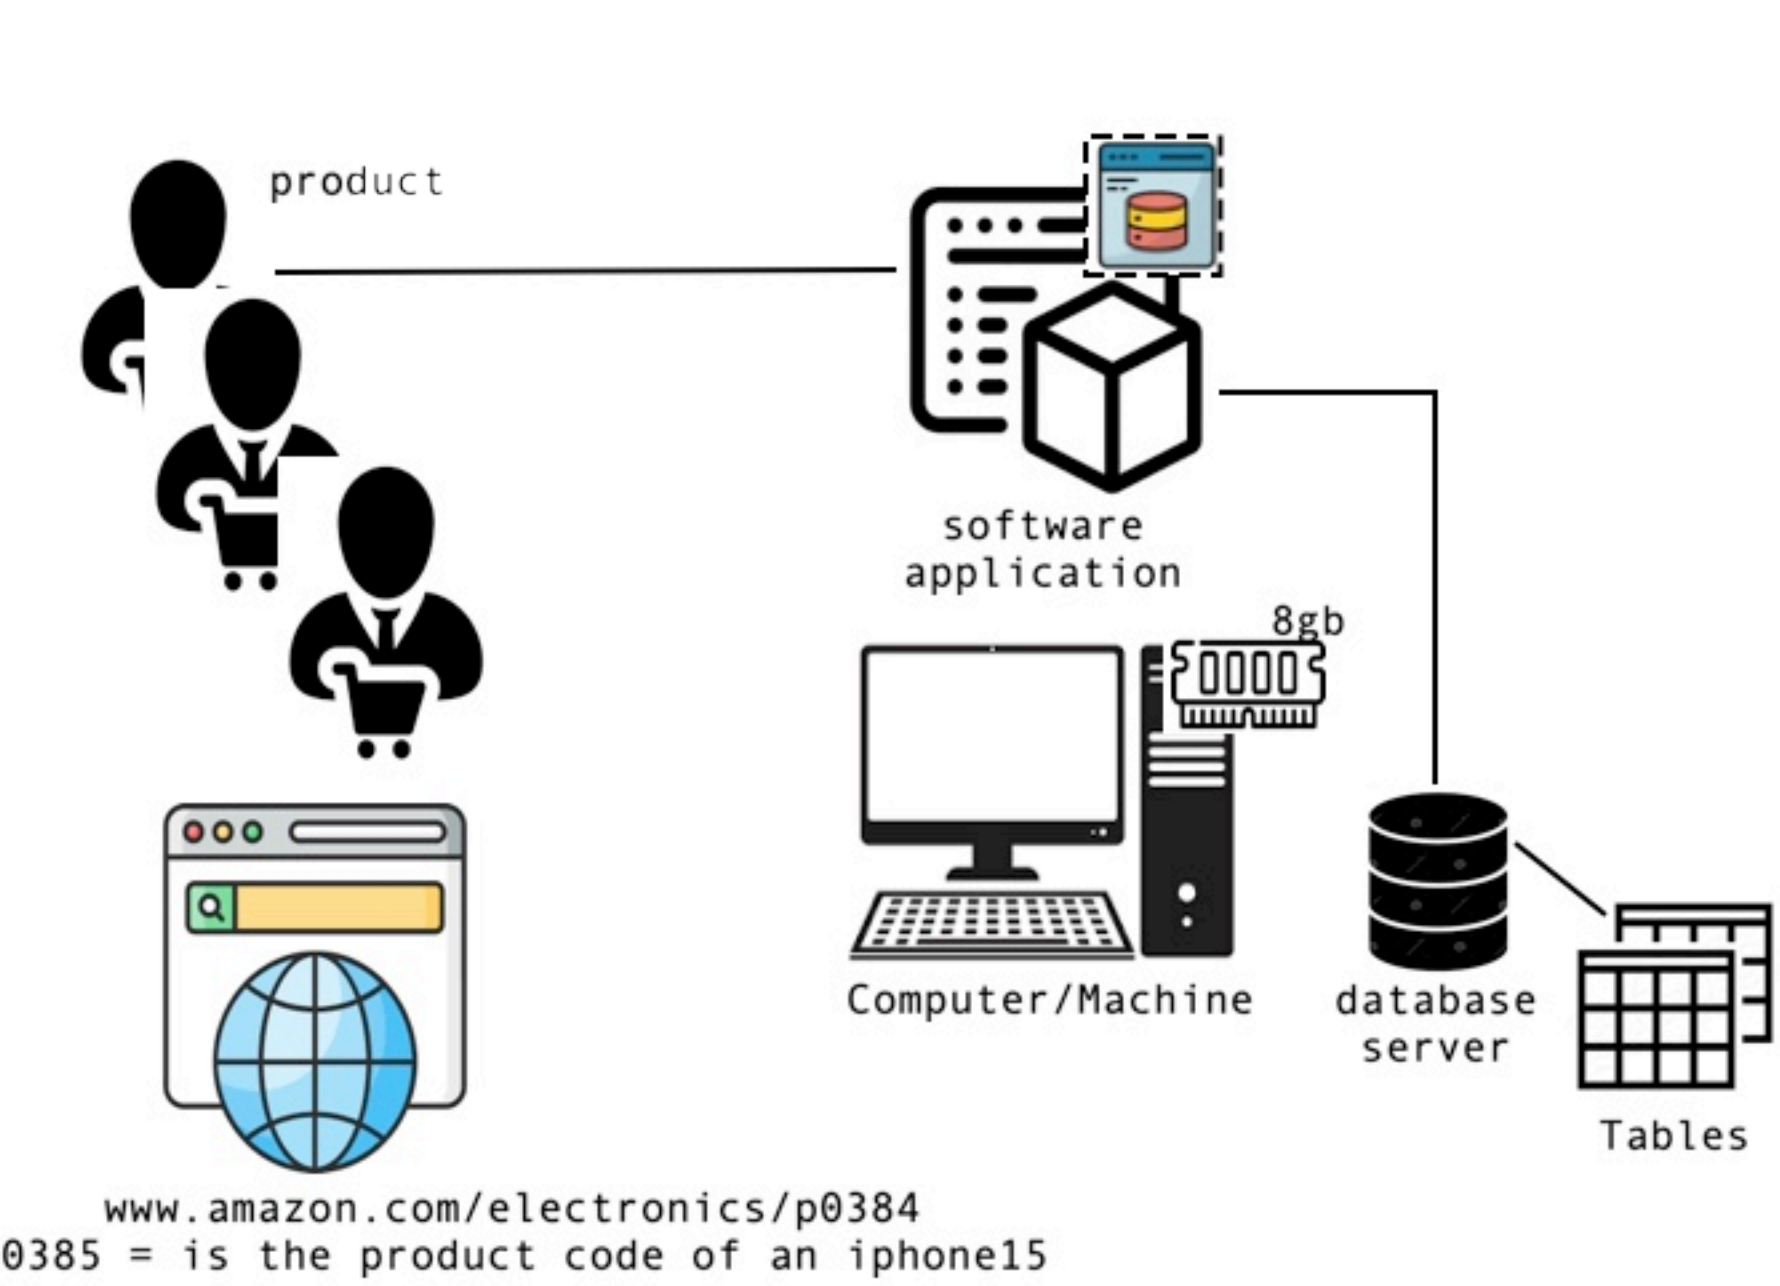 product
software
application
8gb
Computer/Machine
database
server
Tables
www.amazon.com/electronics/p0384
0385 = is the product code of an iphone15